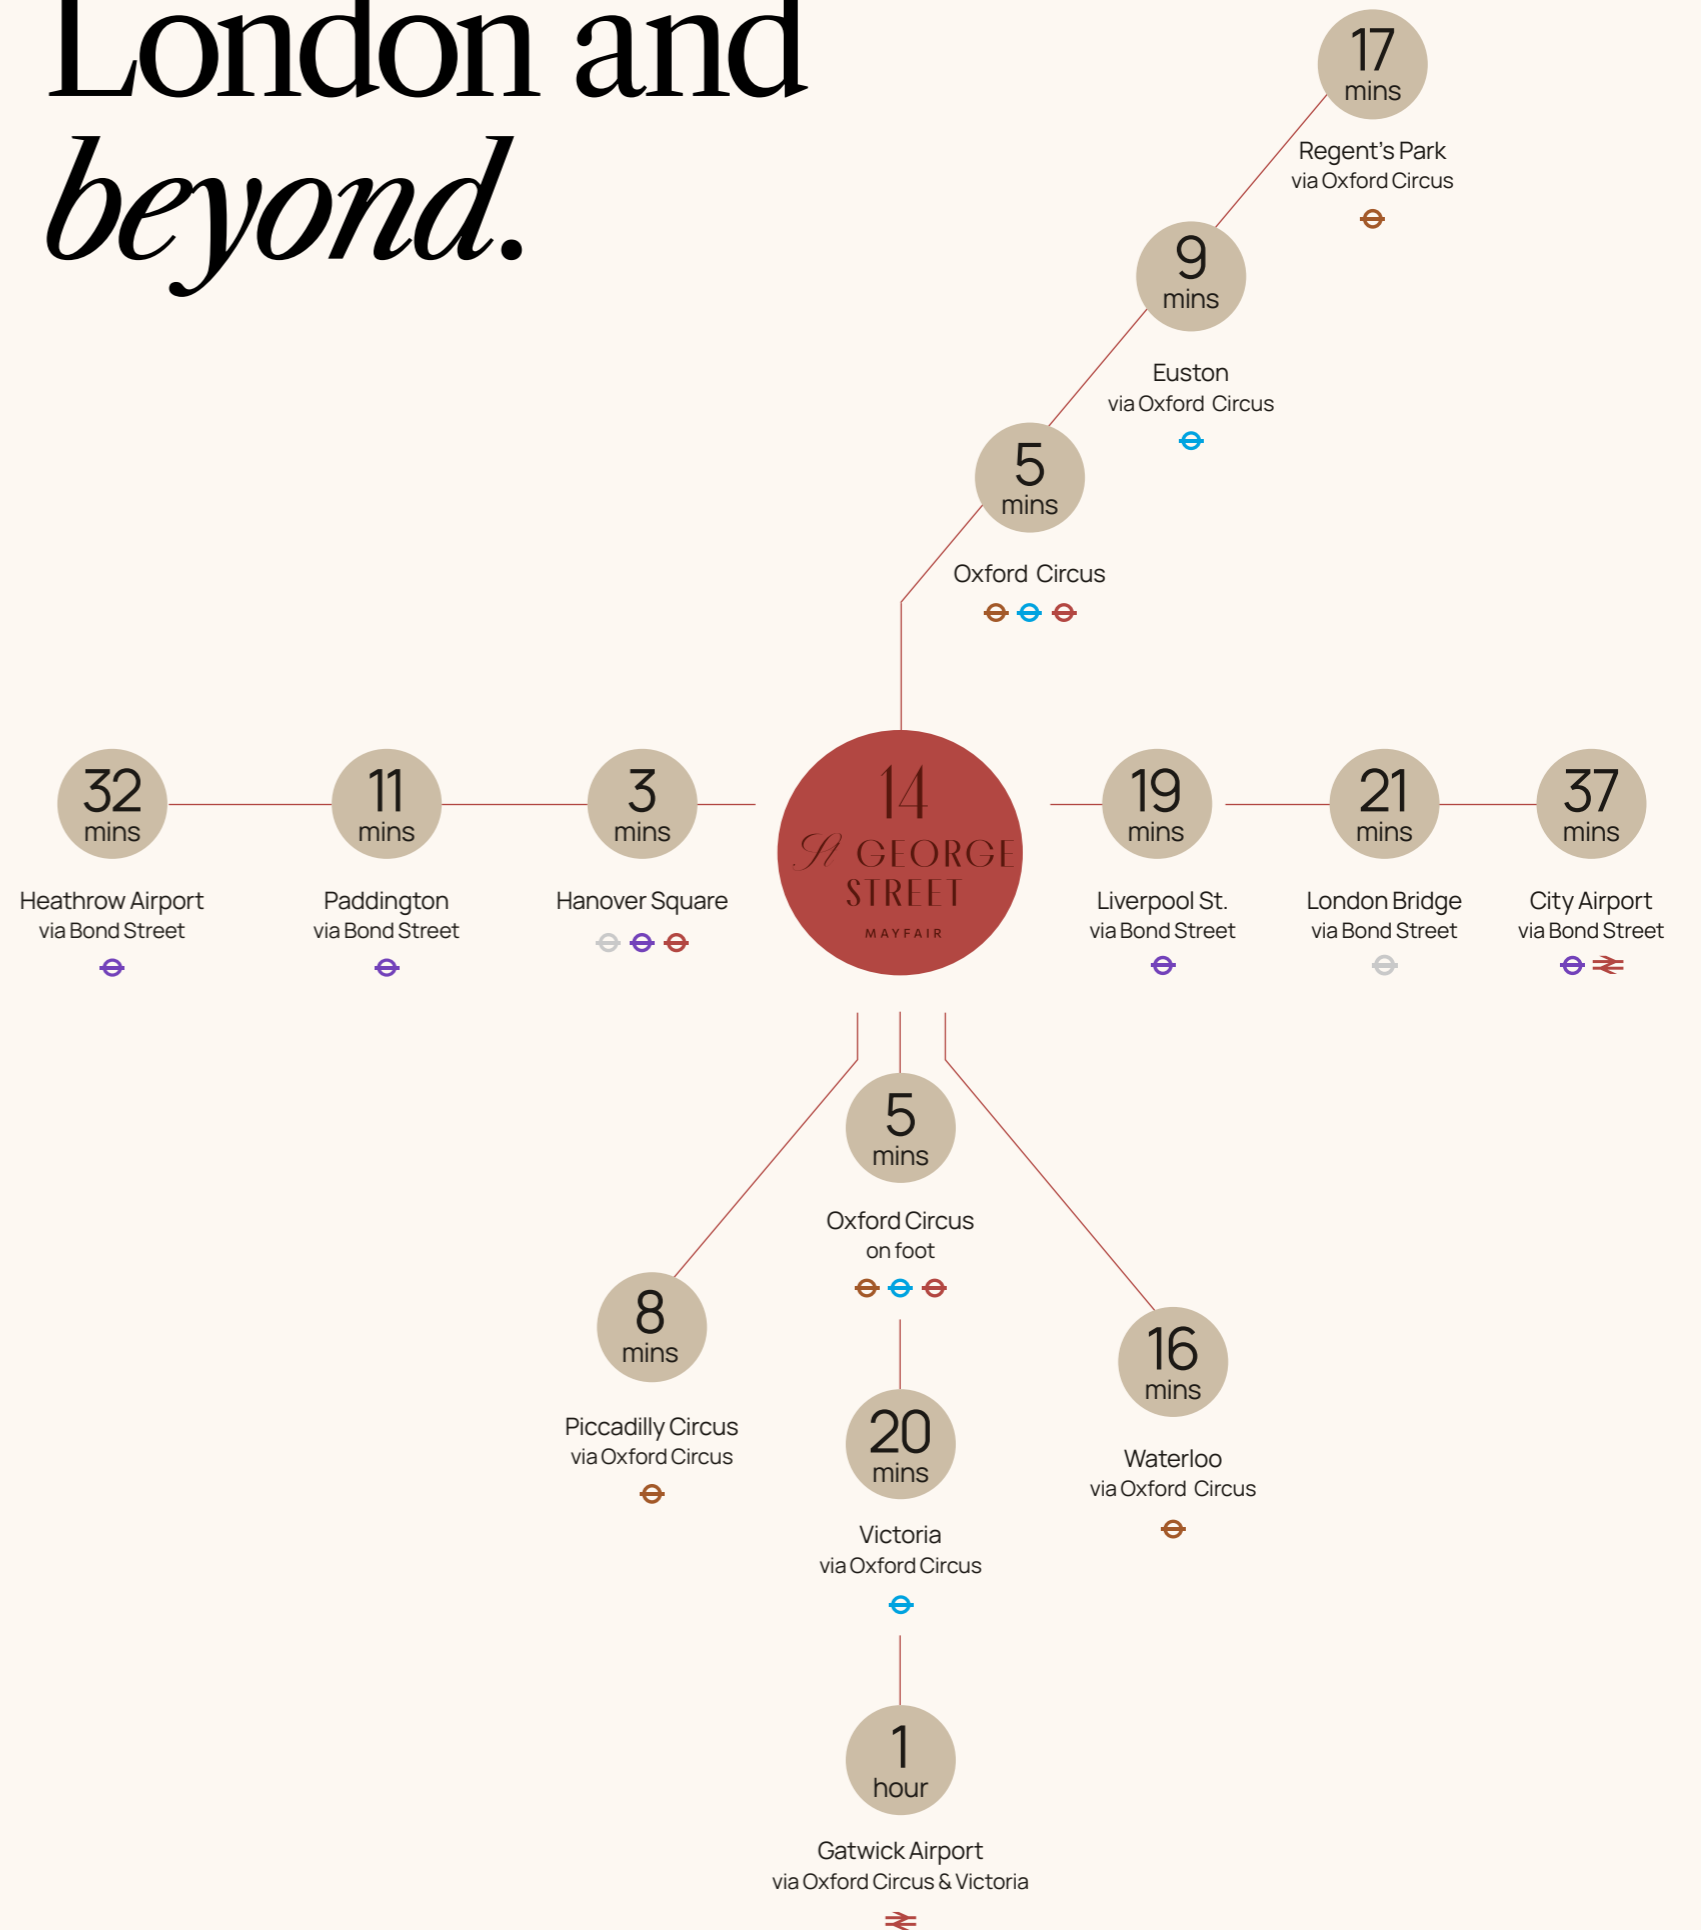 London and
beyond.
17
mins
Regent's Park
via Oxford Circus
9
mins
Euston
via Oxford Circus
5
mins
Oxford Circus
32
mins
Heathrow Airport
via Bond Street
11
mins
Paddington
via Bond Street
3
mins
Hanover Square
14
St GEORGE
STREET
MAYFAIR
19
mins
Liverpool St.
via Bond Street
21
mins
London Bridge
via Bond Street
37
mins
City Airport
via Bond Street
5
mins
Oxford Circus
on foot
8
mins
Piccadilly Circus
via Oxford Circus
16
mins
Waterloo
via Oxford Circus
20
mins
Victoria
via Oxford Circus
1
hour
Gatwick Airport
via Oxford Circus & Victoria